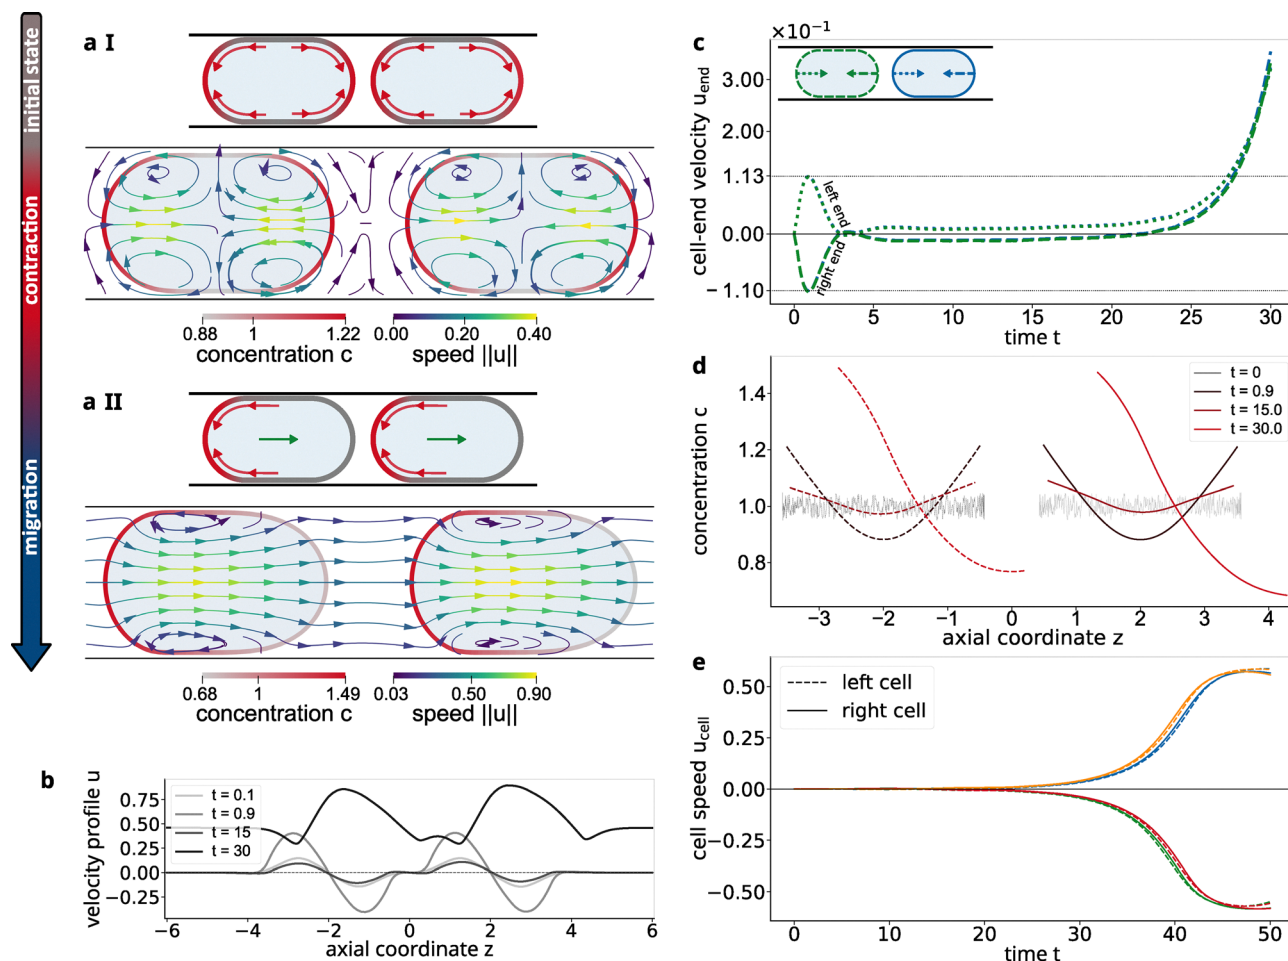 initial state
contraction
migration
a I
0.88 1 1.22
concentration c
0.00 0.20 0.40
speed ||u||
a II
0.68 1 1.49
concentration c
0.03 0.50 0.90
speed ||u||
b
velocity profile u
0.75
0.50
0.25
0.00
−0.25
t = 0.1
t = 0.9
t = 15
t = 30
−6 −4 −2 0 2 4 6
axial coordinate z
c
×10⁻¹
cell-end velocity u_end
3.00
2.00
1.13
0.00
−1.10
left end
right end
0 5 10 15 20 25 30
time t
d
concentration c
1.4
1.2
1.0
0.8
t = 0
t = 0.9
t = 15.0
t = 30.0
−3 −2 −1 0 1 2 3 4
axial coordinate z
e
cell speed u_cell
0.50
0.25
0.00
−0.25
−0.50
left cell
right cell
0 10 20 30 40 50
time t